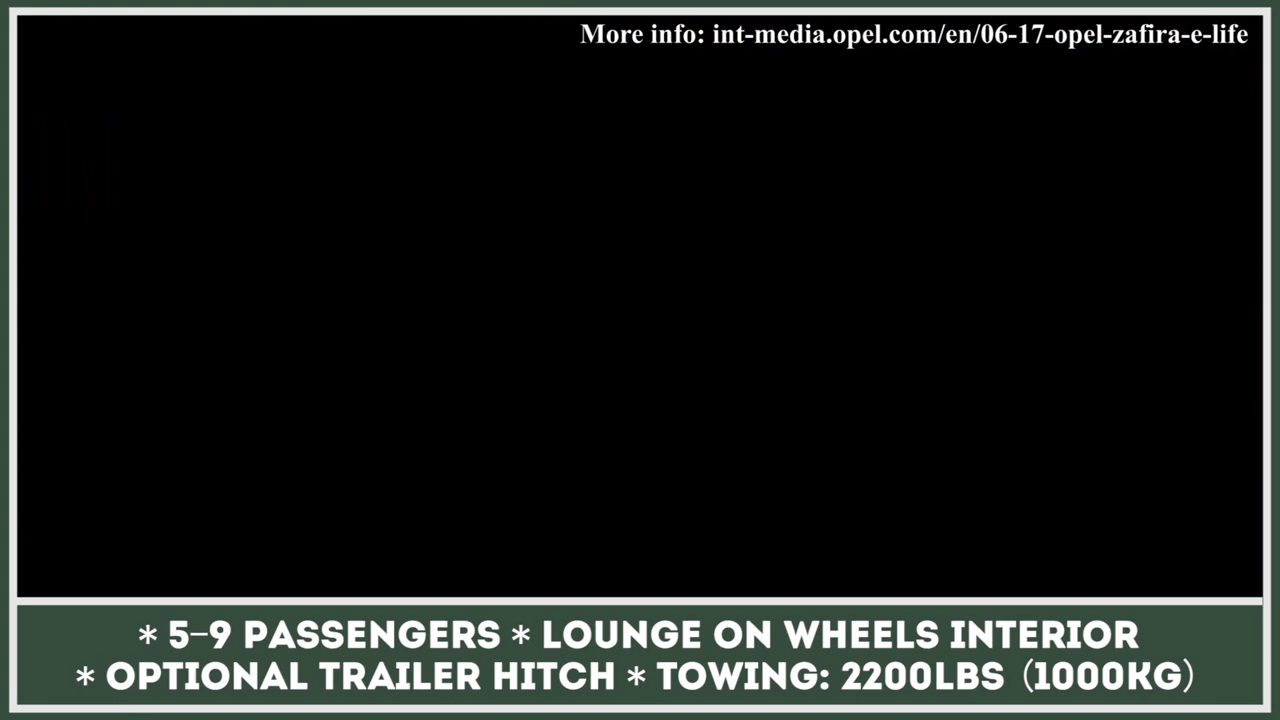 More info: int-media.opel.com/en/06-17-opel-zafira-e-life
* 5–9 PASSENGERS * LOUNGE ON WHEELS INTERIOR
* OPTIONAL TRAILER HITCH * TOWING: 2200LBS (1000KG)